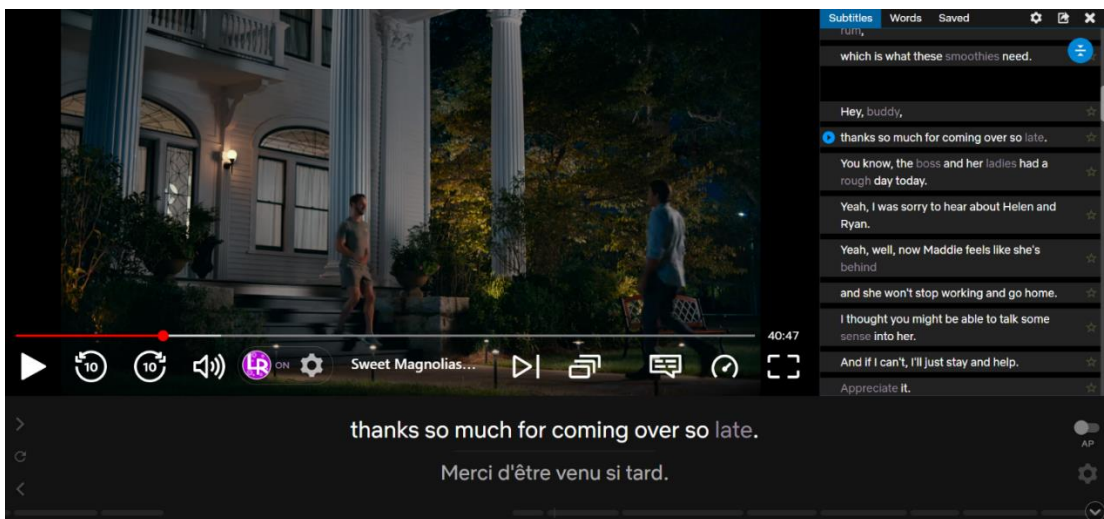 Subtitles Words Saved
rum,
which is what these smoothies need.
Hey, buddy,
thanks so much for coming over so late.
You know, the boss and her ladies had a
rough day today.
Yeah, I was sorry to hear about Helen and
Ryan.
Yeah, well, now Maddie feels like she's
behind
and she won't stop working and go home.
I thought you might be able to talk some
sense into her.
And if I can't, I'll just stay and help.
Appreciate it.
40:47
10 10 LR ON Sweet Magnolias...
thanks so much for coming over so late.
AP
Merci d'être venu si tard.